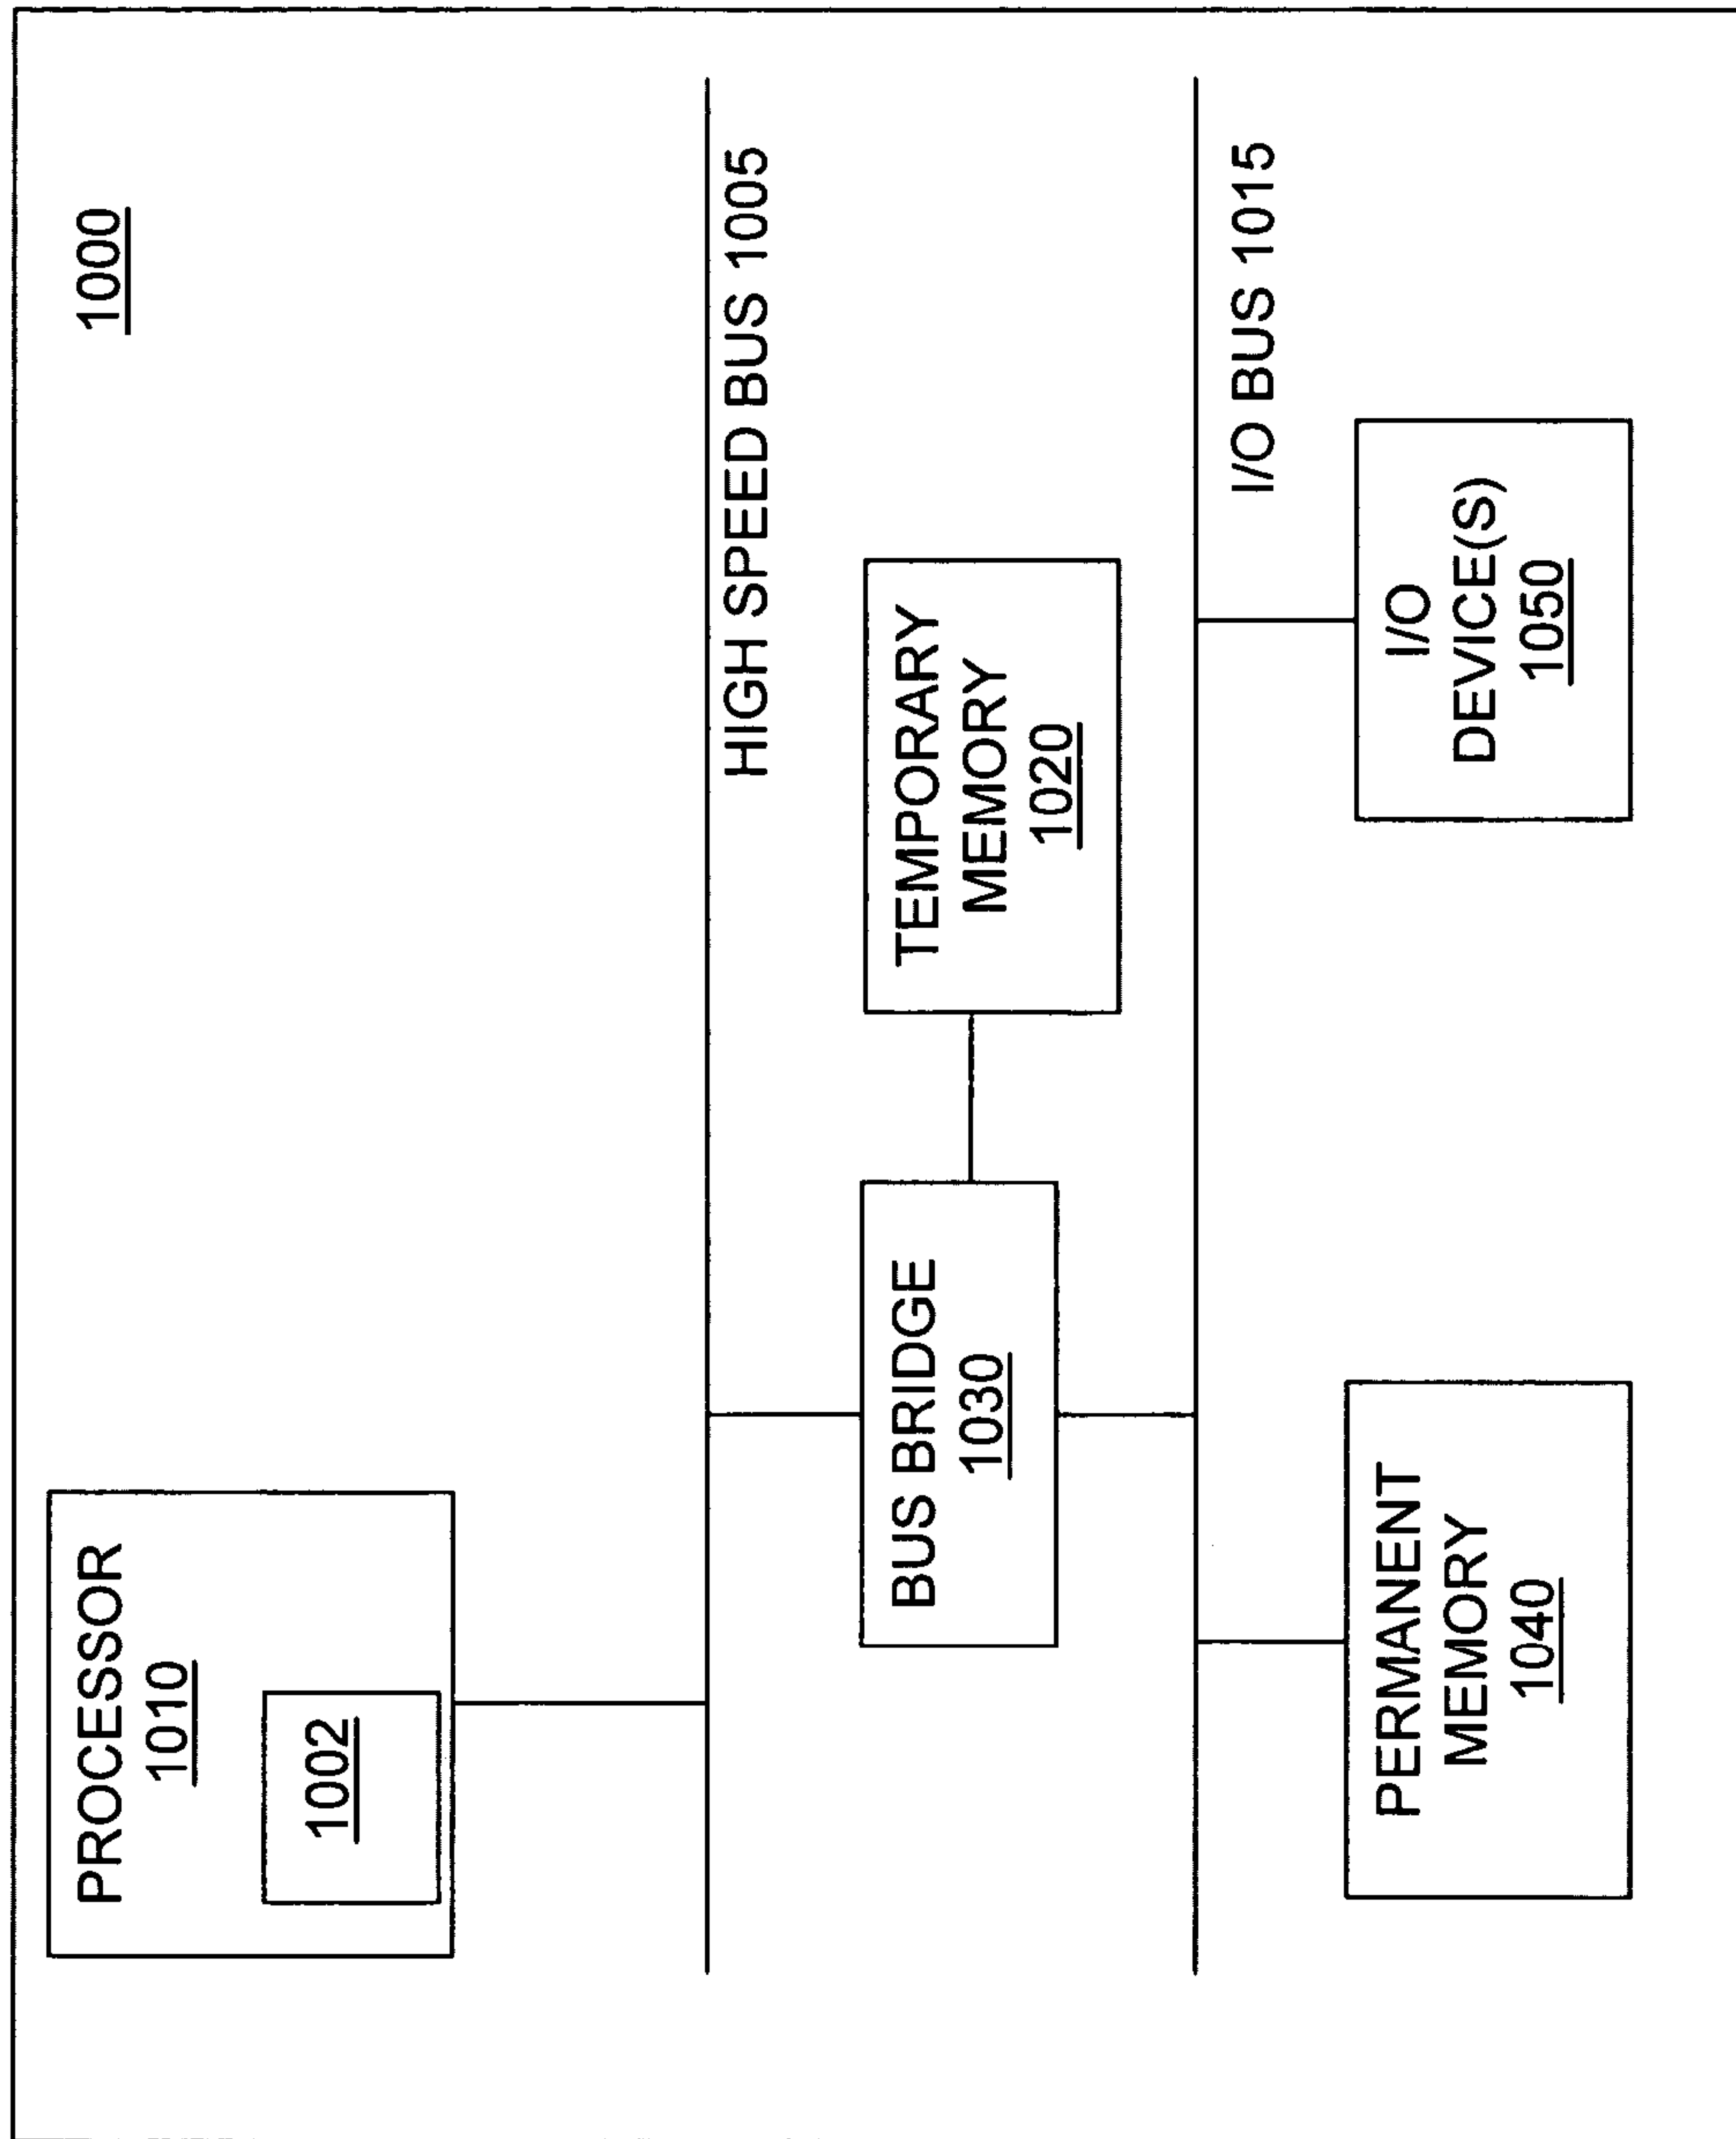 1000
PROCESSOR
1010
1002
HIGH SPEED BUS 1005
BUS BRIDGE
1030
TEMPORARY
MEMORY
1020
I/O BUS 1015
PERMANENT
MEMORY
1040
I/O
DEVICE(S)
1050